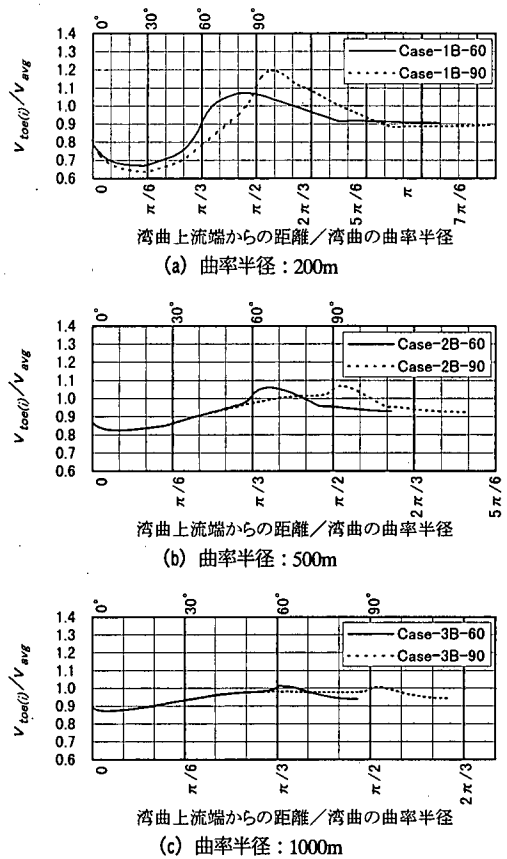 0° 30° 60° 90°
1.4
1.3
1.2
1.1
1.0
0.9
0.8
0.7
0.6
V toe(i)/V avg
Case-1B-60
Case-1B-90
0 π/6 π/3 π/2 2π/3 5π/6 π 7π/6
湾曲上流端からの距離/湾曲の曲率半径
(a) 曲率半径:200m
0° 30° 60° 90°
1.4
1.3
1.2
1.1
1.0
0.9
0.8
0.7
0.6
V toe(i)/V avg
Case-2B-60
Case-2B-90
0 π/6 π/3 π/2 2π/3 5π/6
湾曲上流端からの距離/湾曲の曲率半径
(b) 曲率半径:500m
0° 30° 60° 90°
1.4
1.3
1.2
1.1
1.0
0.9
0.8
0.7
0.6
V toe(i)/V avg
Case-3B-60
Case-3B-90
0 π/6 π/3 π/2 2π/3
湾曲上流端からの距離/湾曲の曲率半径
(c) 曲率半径:1000m